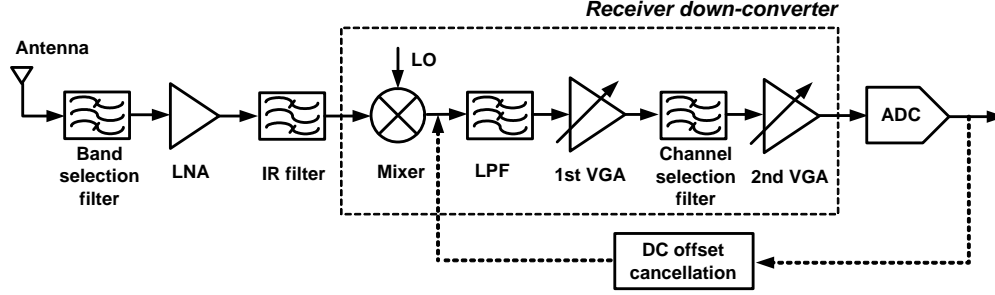 Receiver down-converter
Antenna
LO
ADC
Band
selection
filter
LNA
IR filter
Mixer
LPF
1st VGA
Channel
selection
filter
2nd VGA
DC offset
cancellation